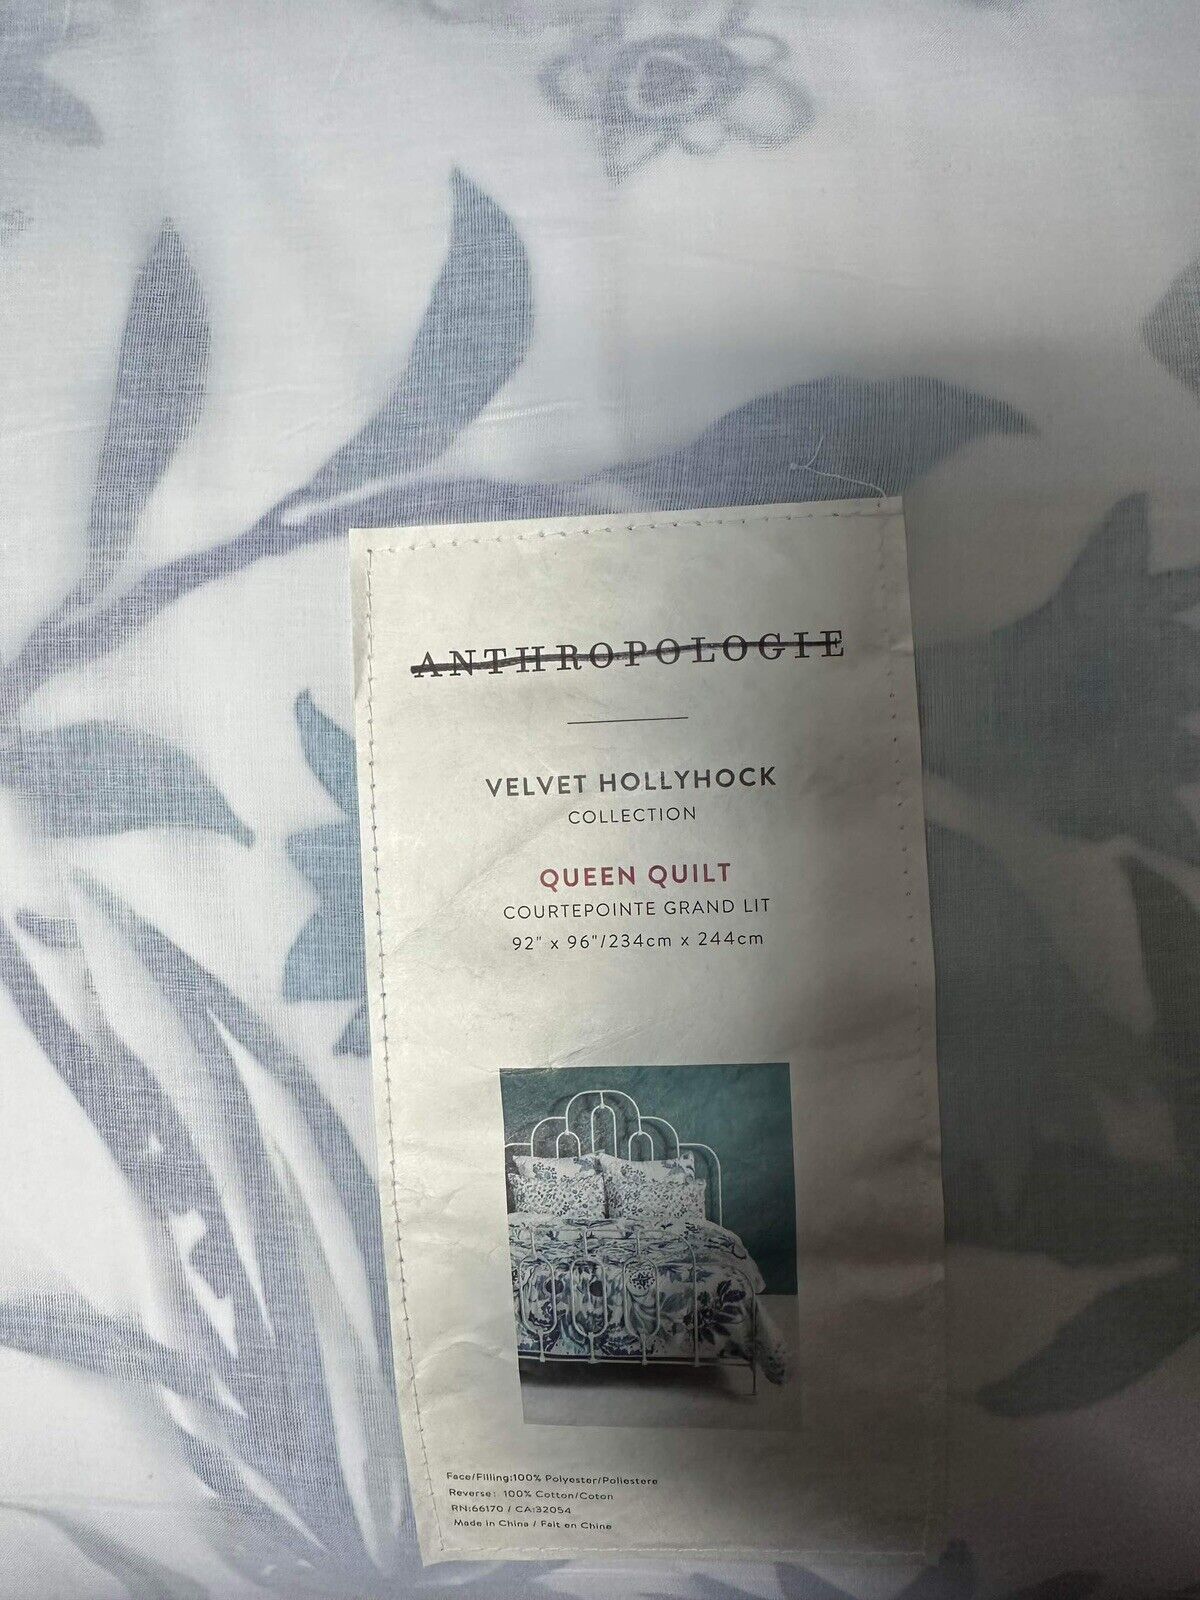 ANTHROPOLOGIE
VELVET HOLLYHOCK
COLLECTION
QUEEN QUILT
COURTEPOINTE GRAND LIT
92" x 96"/234cm x 244cm
Face/Filling:100% Polyester/Poliestere
Reverse: 100% Cotton/Coton
RN:66170 / CA:32054
Made in China / Fait en Chine